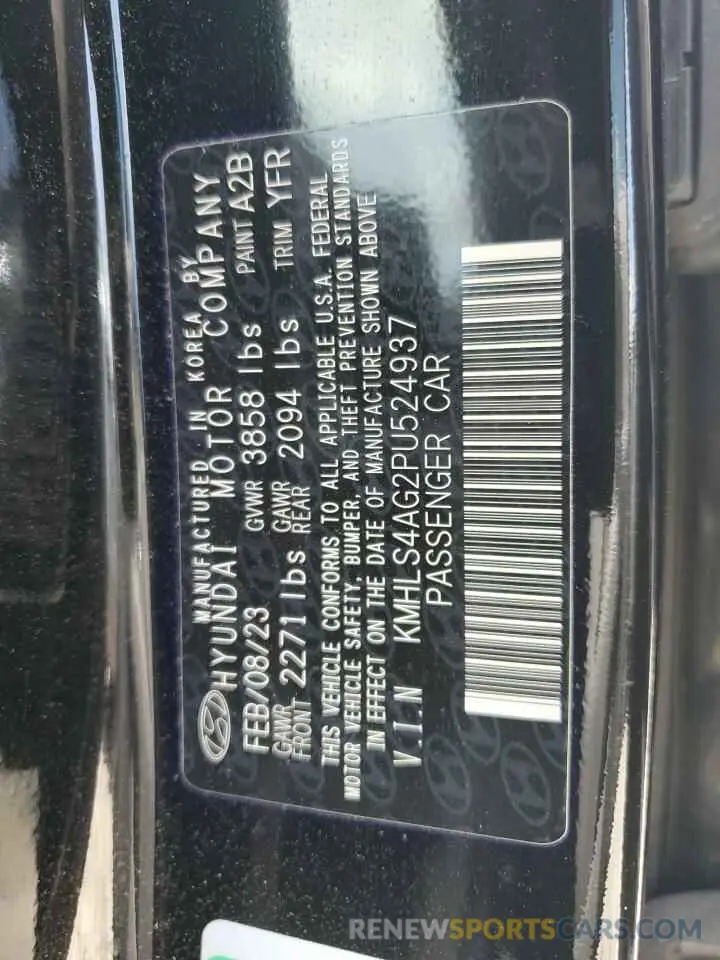 MANUFACTURED IN KOREA BY
HYUNDAI MOTOR COMPANY
FEB/08/23 GVWR 3858 lbs PAINT A2B
GAWR FRONT 2271 lbs GAWR REAR 2094 lbs TRIM YFR
THIS VEHICLE CONFORMS TO ALL APPLICABLE U.S.A. FEDERAL
MOTOR VEHICLE SAFETY, BUMPER, AND THEFT PREVENTION STANDARDS
IN EFFECT ON THE DATE OF MANUFACTURE SHOWN ABOVE
V.I.N KMHLS4AG2PU524937
PASSENGER CAR
RENEWSPORTSCARS.COM